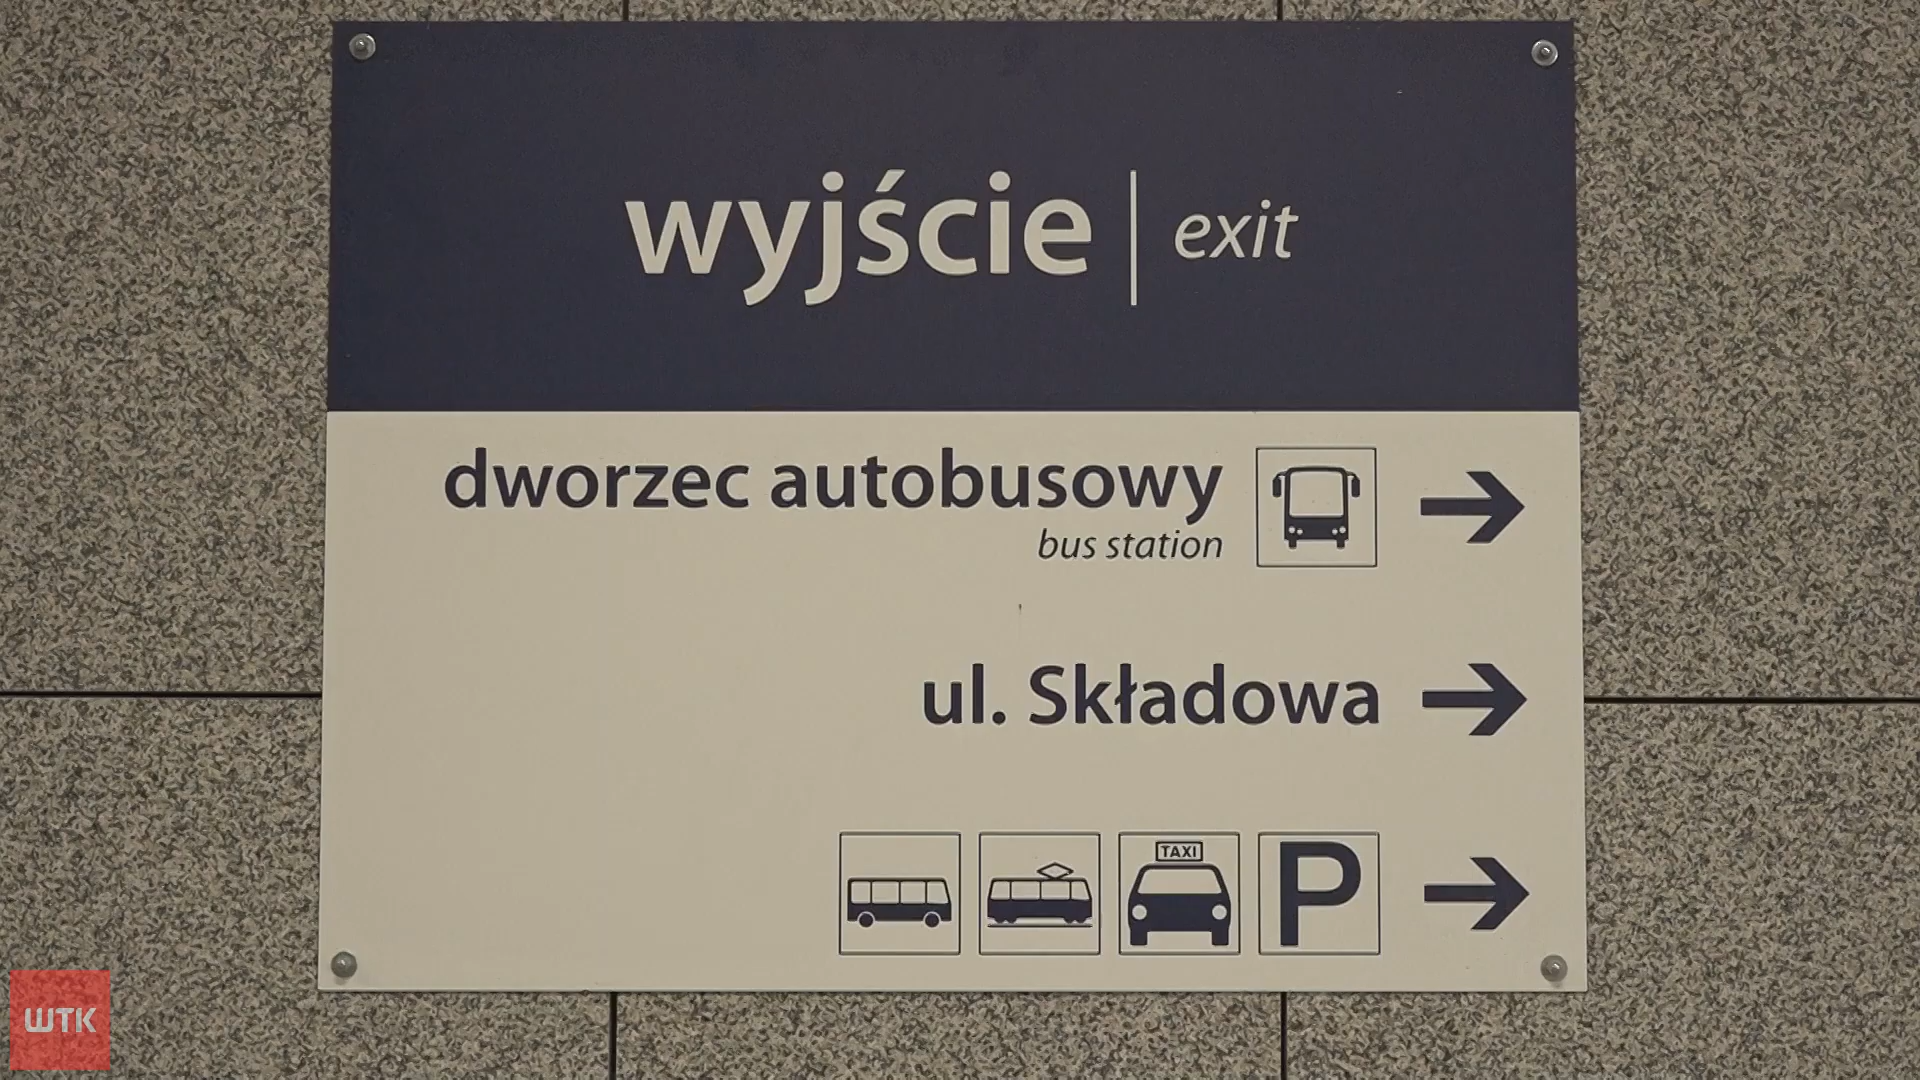 wyjście | exit
dworzec autobusowy
bus station
ul. Składowa
TAXI
P
WTK